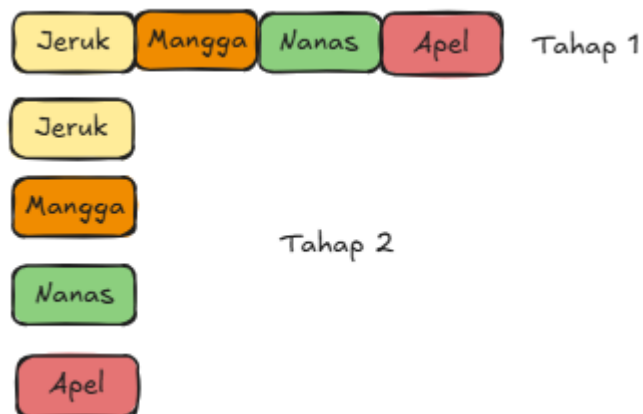 Jeruk Mangga Nanas Apel Tahap 1
Jeruk
Mangga
Tahap 2
Nanas
Apel